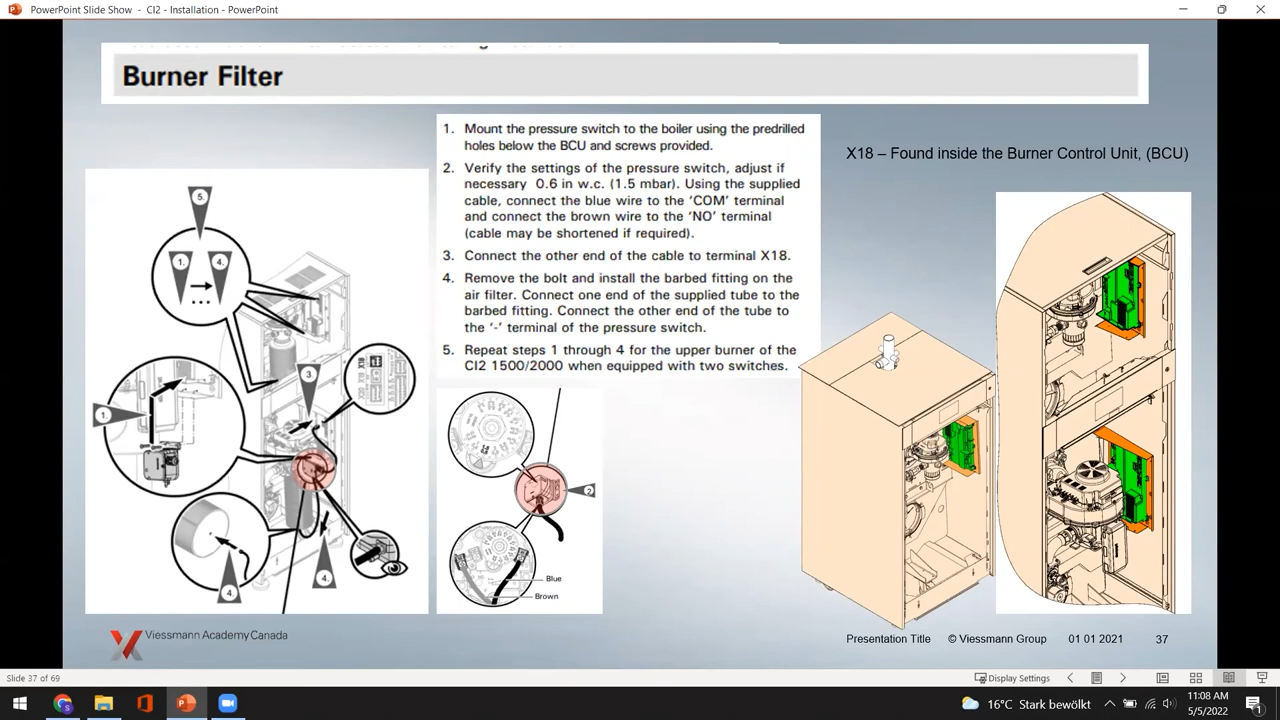 PowerPoint Slide Show - CI2 - Installation - PowerPoint
Burner Filter
1. Mount the pressure switch to the boiler using the predrilled
holes below the BCU and screws provided.
2. Verify the settings of the pressure switch, adjust if
necessary 0.6 in w.c. (1.5 mbar). Using the supplied
cable, connect the blue wire to the ‘COM’ terminal
and connect the brown wire to the ‘NO’ terminal
(cable may be shortened if required).
3. Connect the other end of the cable to terminal X18.
4. Remove the bolt and install the barbed fitting on the
air filter. Connect one end of the supplied tube to the
barbed fitting. Connect the other end of the tube to
the ‘-’ terminal of the pressure switch.
5. Repeat steps 1 through 4 for the upper burner of the
CI2 1500/2000 when equipped with two switches.
X18 – Found inside the Burner Control Unit, (BCU)
5.
1. 4.
...
3.
X18
1.
4.
4.
2
Blue
Brown
Viessmann Academy Canada
Presentation Title © Viessmann Group 01 01 2021 37
Slide 37 of 69
Display Settings
16°C Stark bewölkt
11:08 AM
5/5/2022
1